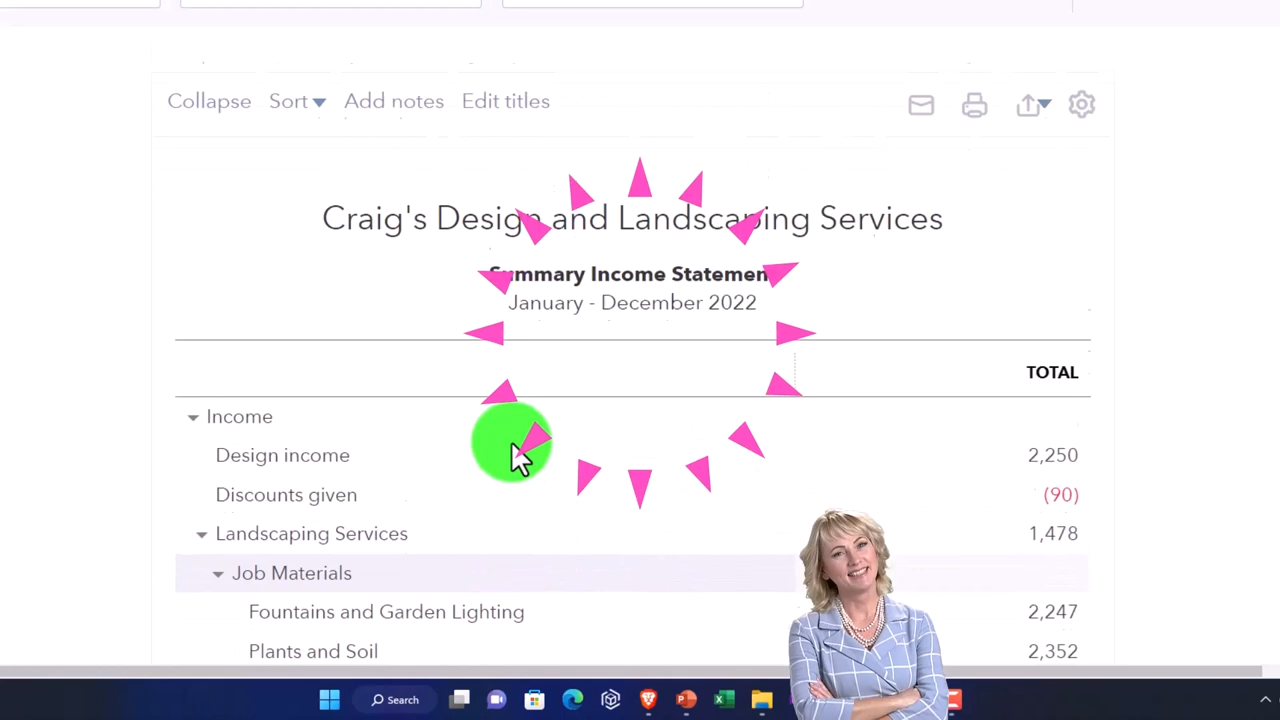 Collapse Sort Add notes Edit titles
Craig's Design and Landscaping Services
Summary Income Statement
January - December 2022
TOTAL
Income
Design income 2,250
Discounts given (90)
Landscaping Services 1,478
Job Materials
Fountains and Garden Lighting 2,247
Plants and Soil 2,352
Search